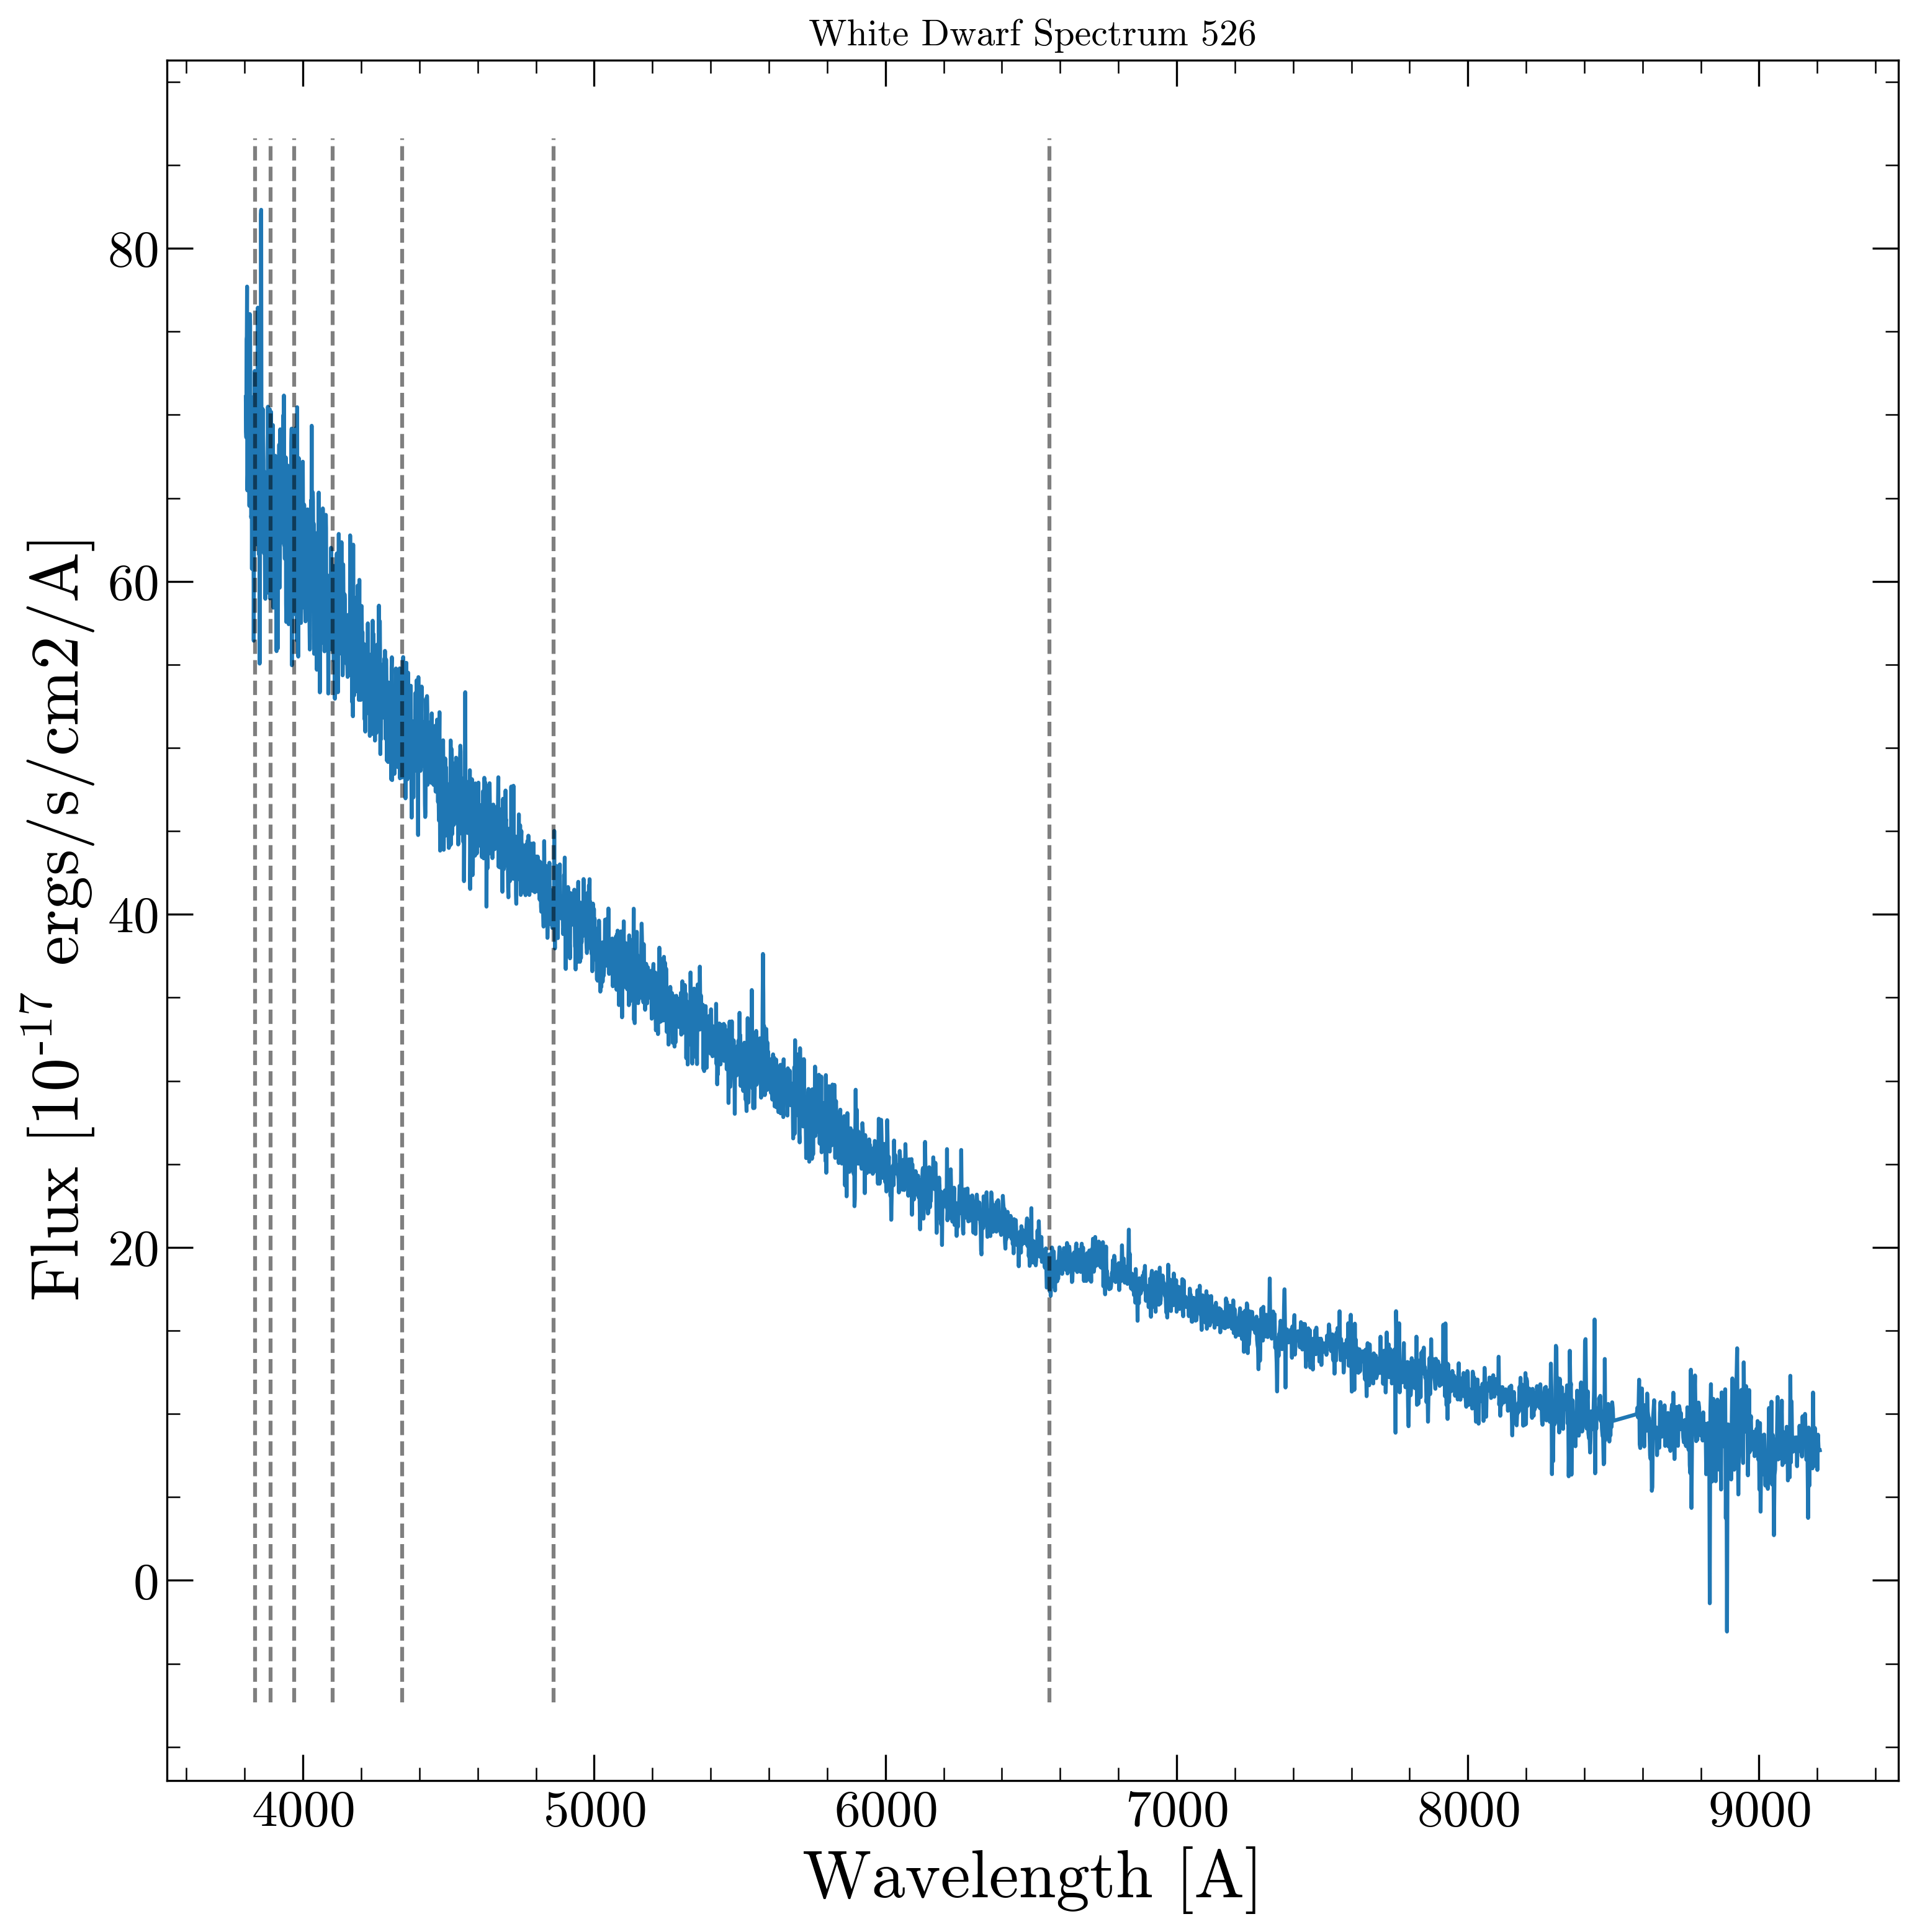 White Dwarf Spectrum 526
80
60
40
20
0
Flux [10⁻¹⁷ ergs/s/cm2//A]
4000 5000 6000 7000 8000 9000
Wavelength [A]